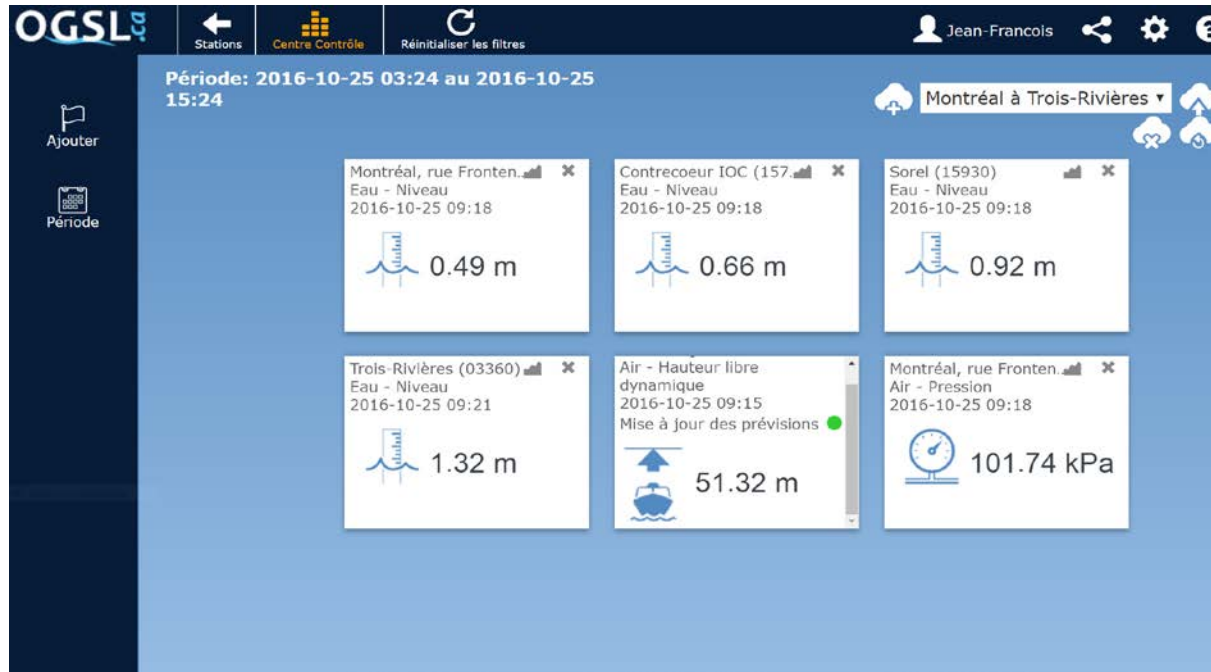 OGSL.ca
Stations
Centre Contrôle
Réinitialiser les filtres
Jean-Francois
Ajouter
Période
Période: 2016-10-25 03:24 au 2016-10-25
15:24
Montréal à Trois-Rivières
Montréal, rue Fronten..
Eau - Niveau
2016-10-25 09:18
0.49 m
Contrecoeur IOC (157.
Eau - Niveau
2016-10-25 09:18
0.66 m
Sorel (15930)
Eau - Niveau
2016-10-25 09:18
0.92 m
Trois-Rivières (03360)
Eau - Niveau
2016-10-25 09:21
1.32 m
Air - Hauteur libre
dynamique
2016-10-25 09:15
Mise à jour des prévisions
51.32 m
Montréal, rue Fronten..
Air - Pression
2016-10-25 09:18
101.74 kPa